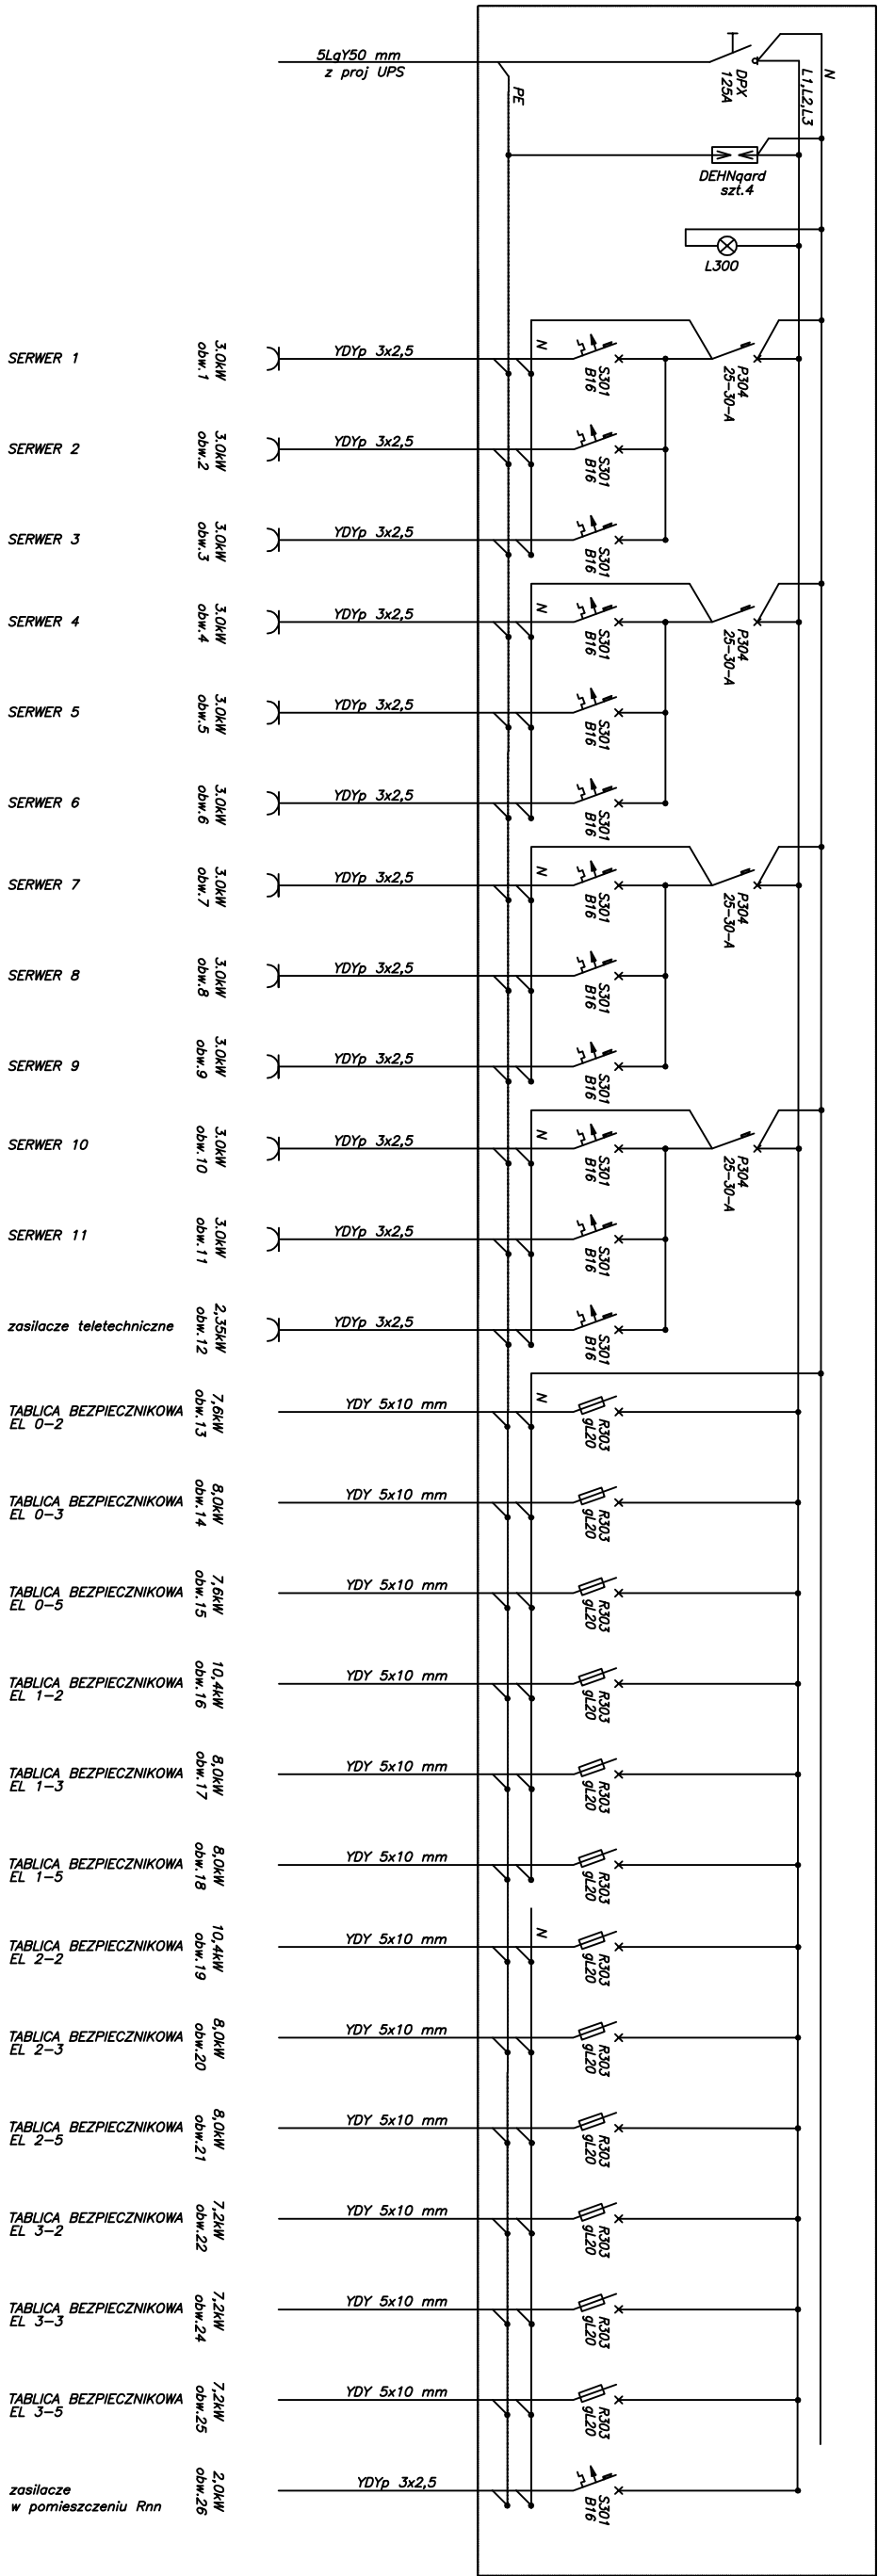 5LgY50 mm
z proj UPS
PE
DPX
125A
L1,L2,L3
N
DEHNgard
szt.4
L300
SERWER 1
3.0kW
obw.1
YDYp 3x2,5
N
S301
B16
P304
25-30-A
SERWER 2
3.0kW
obw.2
YDYp 3x2,5
S301
B16
SERWER 3
3.0kW
obw.3
YDYp 3x2,5
S301
B16
SERWER 4
3.0kW
obw.4
YDYp 3x2,5
N
S301
B16
P304
25-30-A
SERWER 5
3.0kW
obw.5
YDYp 3x2,5
S301
B16
SERWER 6
3.0kW
obw.6
YDYp 3x2,5
S301
B16
SERWER 7
3.0kW
obw.7
YDYp 3x2,5
N
S301
B16
P304
25-30-A
SERWER 8
3.0kW
obw.8
YDYp 3x2,5
S301
B16
SERWER 9
3.0kW
obw.9
YDYp 3x2,5
S301
B16
SERWER 10
3.0kW
obw.10
YDYp 3x2,5
N
S301
B16
P304
25-30-A
SERWER 11
3.0kW
obw.11
YDYp 3x2,5
S301
B16
zasilacze teletechniczne
2,35kW
obw.12
YDYp 3x2,5
S301
B16
TABLICA BEZPIECZNIKOWA
EL 0-2
7,6kW
obw.13
YDY 5x10 mm
N
R303
gL20
TABLICA BEZPIECZNIKOWA
EL 0-3
8,0kW
obw.14
YDY 5x10 mm
R303
gL20
TABLICA BEZPIECZNIKOWA
EL 0-5
7,6kW
obw.15
YDY 5x10 mm
R303
gL20
TABLICA BEZPIECZNIKOWA
EL 1-2
10,4kW
obw.16
YDY 5x10 mm
R303
gL20
TABLICA BEZPIECZNIKOWA
EL 1-3
8,0kW
obw.17
YDY 5x10 mm
R303
gL20
TABLICA BEZPIECZNIKOWA
EL 1-5
8,0kW
obw.18
YDY 5x10 mm
R303
gL20
TABLICA BEZPIECZNIKOWA
EL 2-2
10,4kW
obw.19
YDY 5x10 mm
N
R303
gL20
TABLICA BEZPIECZNIKOWA
EL 2-3
8,0kW
obw.20
YDY 5x10 mm
R303
gL20
TABLICA BEZPIECZNIKOWA
EL 2-5
8,0kW
obw.21
YDY 5x10 mm
R303
gL20
TABLICA BEZPIECZNIKOWA
EL 3-2
7,2kW
obw.22
YDY 5x10 mm
R303
gL20
TABLICA BEZPIECZNIKOWA
EL 3-3
7,2kW
obw.24
YDY 5x10 mm
R303
gL20
TABLICA BEZPIECZNIKOWA
EL 3-5
7,2kW
obw.25
YDY 5x10 mm
R303
gL20
zasilacze
w pomieszczeniu Rnn
2,0kW
obw.26
YDYp 3x2,5
S301
B16